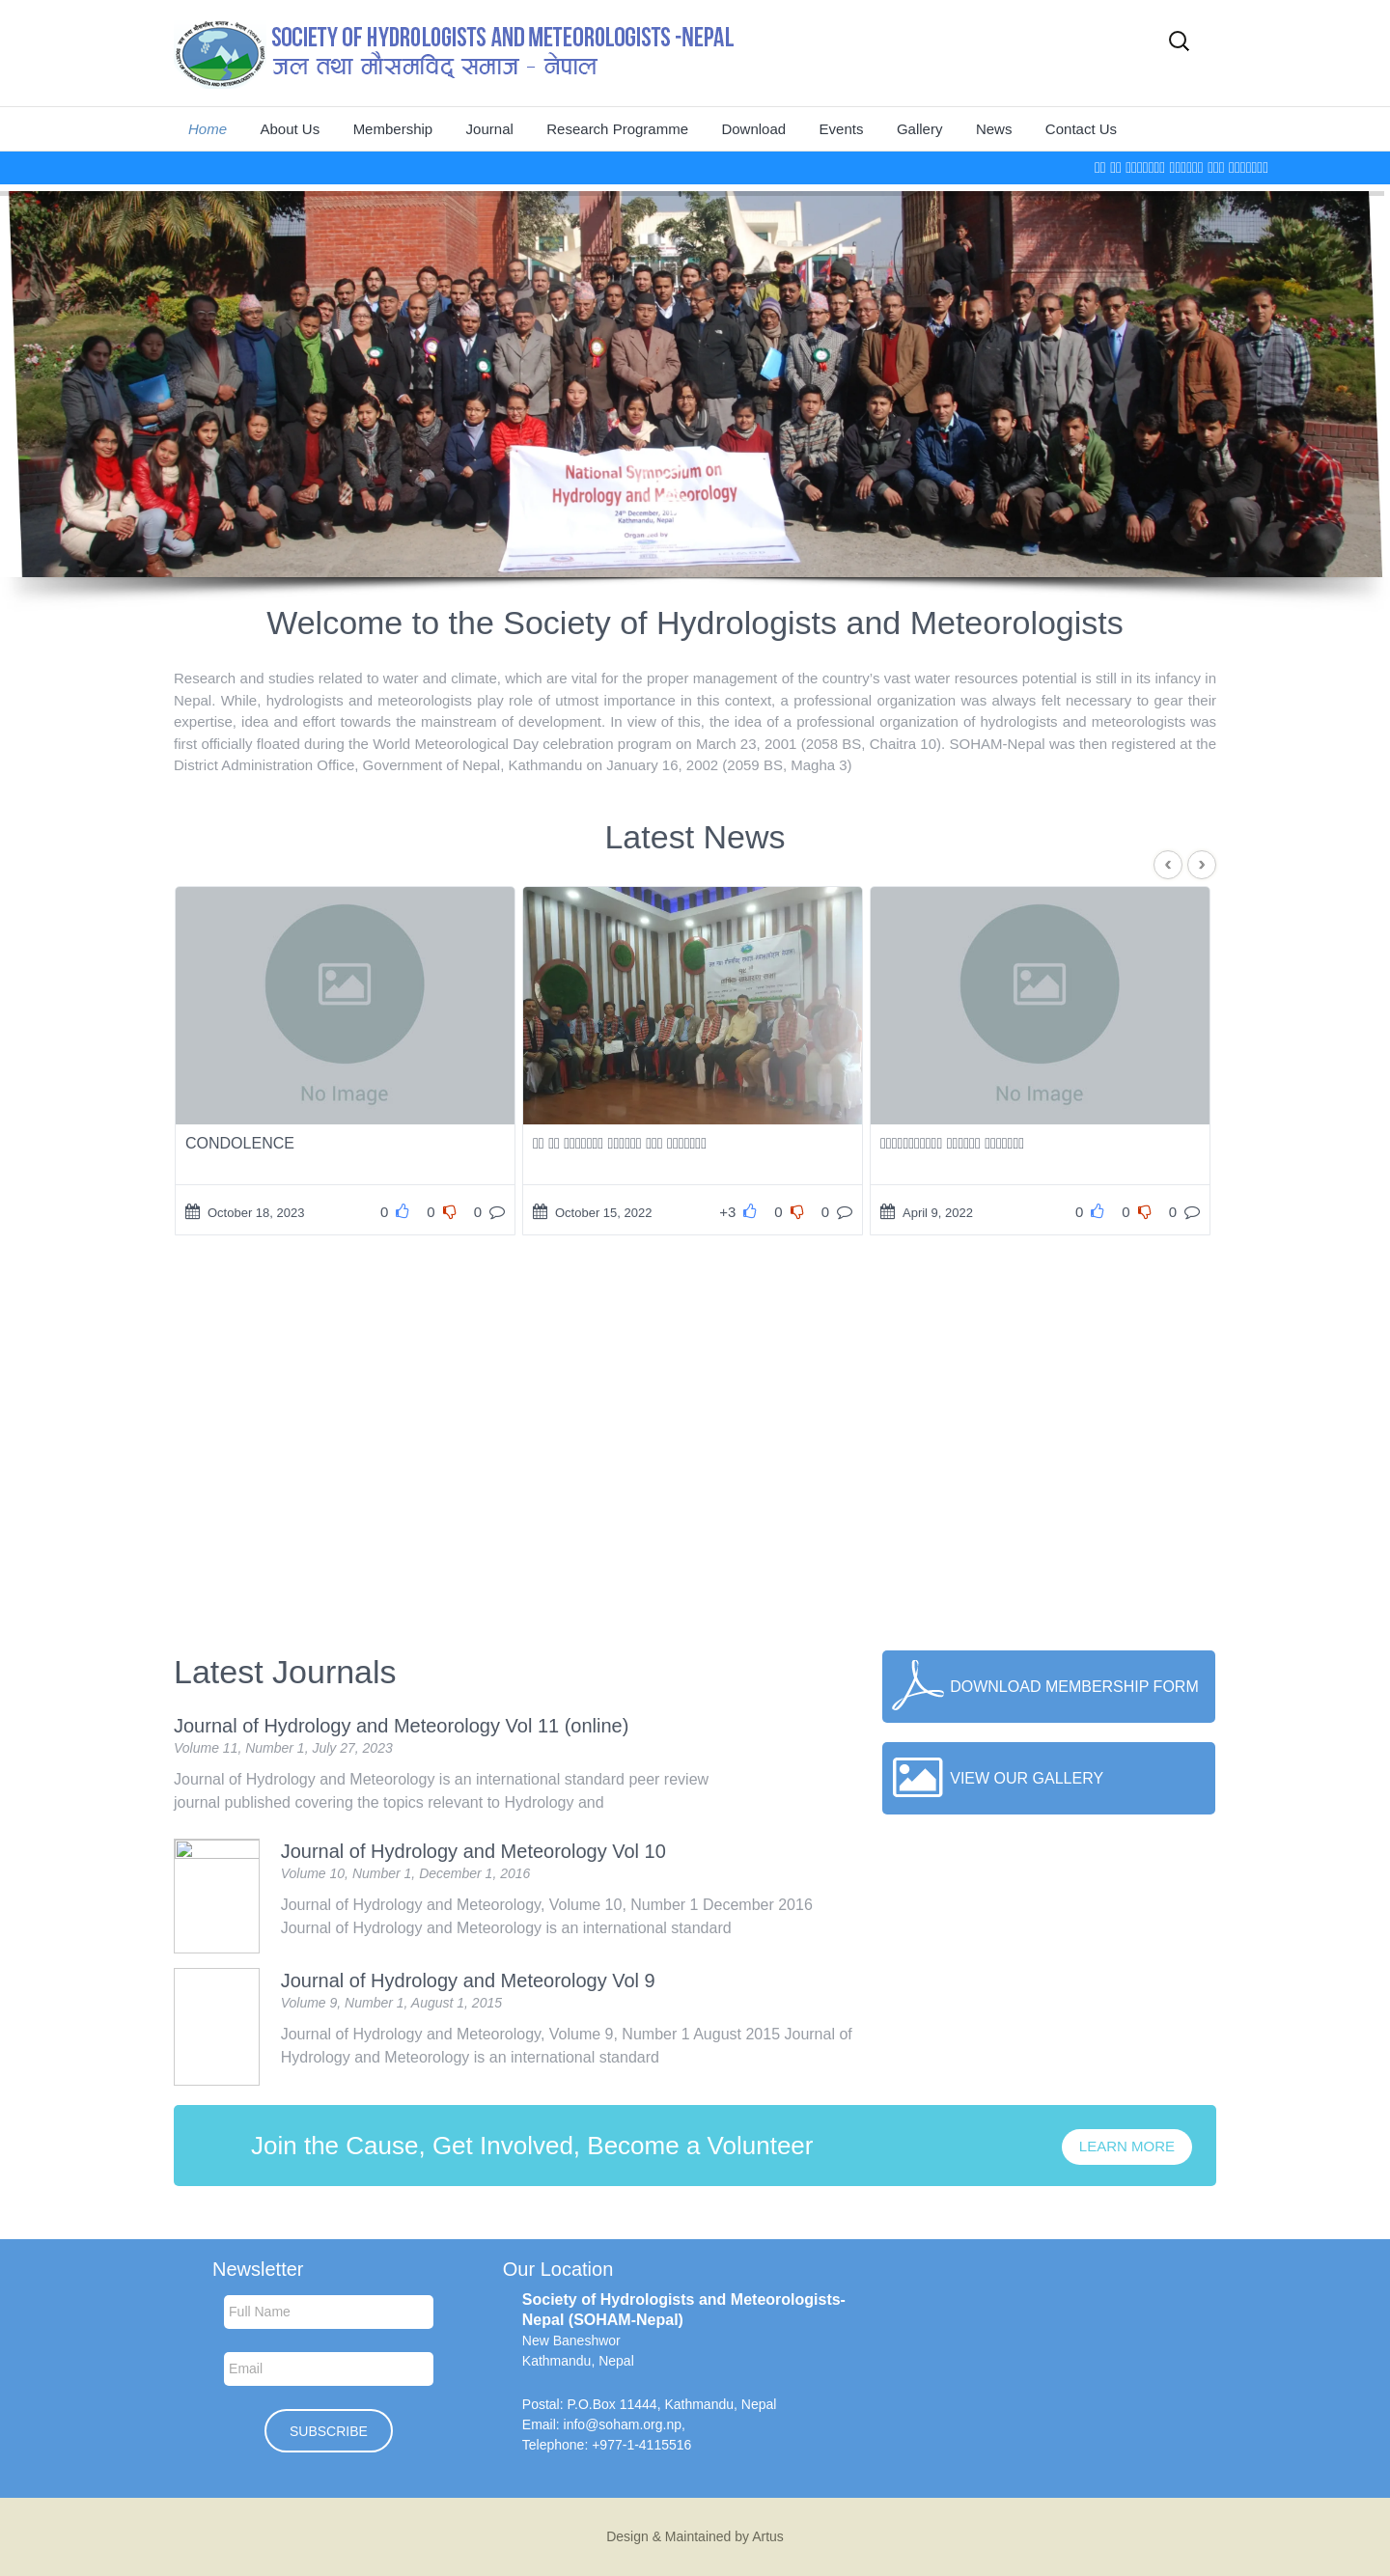 SOCIETY OF HYDROLOGISTS AND METEOROLOGISTS -NEPAL
जल तथा मौसमविद् समाज - नेपाल
Home About Us Membership Journal Research Programme Download Events Gallery News Contact Us
National Symposium on
Hydrology and Meteorology
Kathmandu, Nepal
Organized by
Welcome to the Society of Hydrologists and Meteorologists
Research and studies related to water and climate, which are vital for the proper management of the country's vast water resources potential is still in its infancy in
Nepal. While, hydrologists and meteorologists play role of utmost importance in this context, a professional organization was always felt necessary to gear their
expertise, idea and effort towards the mainstream of development. In view of this, the idea of a professional organization of hydrologists and meteorologists was
first officially floated during the World Meteorological Day celebration program on March 23, 2001 (2058 BS, Chaitra 10). SOHAM-Nepal was then registered at the
District Administration Office, Government of Nepal, Kathmandu on January 16, 2002 (2059 BS, Magha 3)
Latest News
No Image
No Image
CONDOLENCE
October 18, 2023 0 0 0
October 15, 2022 +3 0 0
April 9, 2022 0 0 0
Latest Journals
DOWNLOAD MEMBERSHIP FORM
VIEW OUR GALLERY
Journal of Hydrology and Meteorology Vol 11 (online)
Volume 11, Number 1, July 27, 2023
Journal of Hydrology and Meteorology is an international standard peer review
journal published covering the topics relevant to Hydrology and
Journal of Hydrology and Meteorology Vol 10
Volume 10, Number 1, December 1, 2016
Journal of Hydrology and Meteorology, Volume 10, Number 1 December 2016
Journal of Hydrology and Meteorology is an international standard
Journal of Hydrology and Meteorology Vol 9
Volume 9, Number 1, August 1, 2015
Journal of Hydrology and Meteorology, Volume 9, Number 1 August 2015 Journal of
Hydrology and Meteorology is an international standard
Join the Cause, Get Involved, Become a Volunteer
LEARN MORE
Newsletter
Full Name
Email
SUBSCRIBE
Our Location
Society of Hydrologists and Meteorologists-
Nepal (SOHAM-Nepal)
New Baneshwor
Kathmandu, Nepal
Postal: P.O.Box 11444, Kathmandu, Nepal
Email: info@soham.org.np,
Telephone: +977-1-4115516
Design & Maintained by Artus